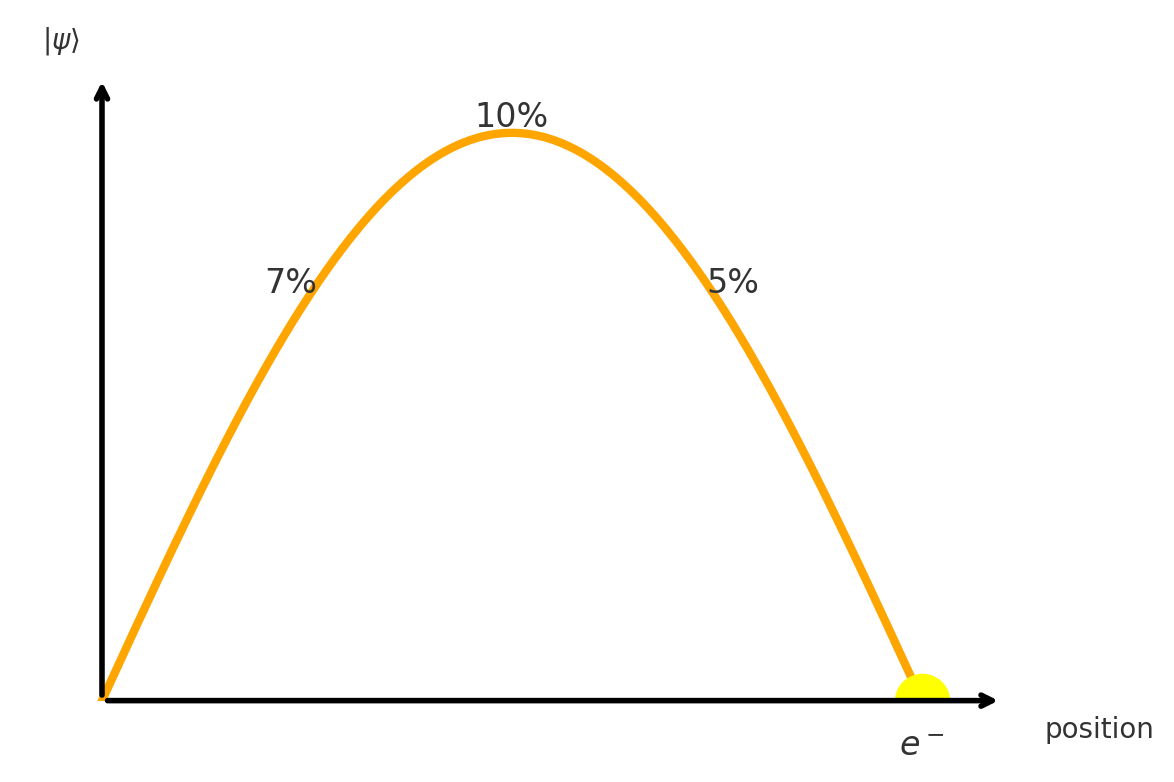 |ψ⟩
10%
7%
5%
e⁻
position